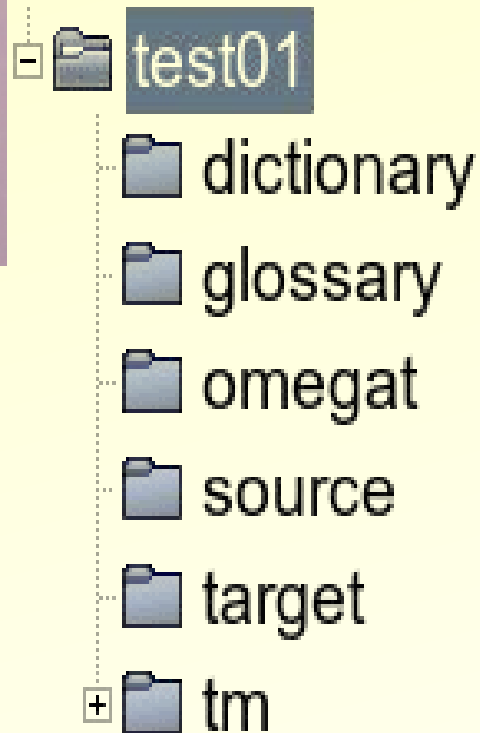 test01
dictionary
glossary
omegat
source
target
tm